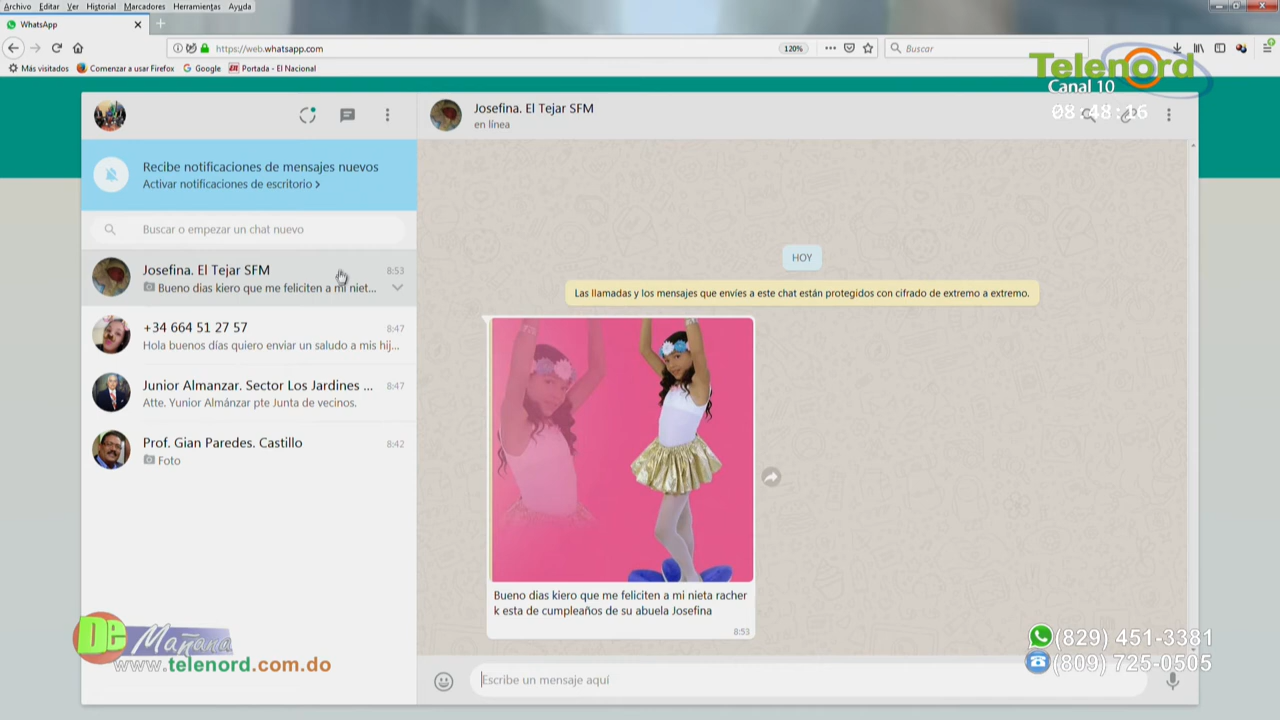 Archivo Editar Ver Historial Marcadores Herramientas Ayuda
WhatsApp
https://web.whatsapp.com
120%
Buscar
Más visitados Comenzar a usar Firefox Google Portada - El Nacional
Telenord
Canal 10
08:48:16
Josefina. El Tejar SFM
en línea
Recibe notificaciones de mensajes nuevos
Activar notificaciones de escritorio >
Buscar o empezar un chat nuevo
Josefina. El Tejar SFM 8:53
Bueno dias kiero que me feliciten a mi niet...
+34 664 51 27 57 8:47
Hola buenos días quiero enviar un saludo a mis hij...
Junior Almanzar. Sector Los Jardines ... 8:47
Atte. Yunior Almánzar pte Junta de vecinos.
Prof. Gian Paredes. Castillo 8:42
Foto
HOY
Las llamadas y los mensajes que envíes a este chat están protegidos con cifrado de extremo a extremo.
Bueno dias kiero que me feliciten a mi nieta racher
k esta de cumpleaños de su abuela Josefina
8:53
Escribe un mensaje aquí
De Mañana
www.telenord.com.do
(829) 451-3381
(809) 725-0505